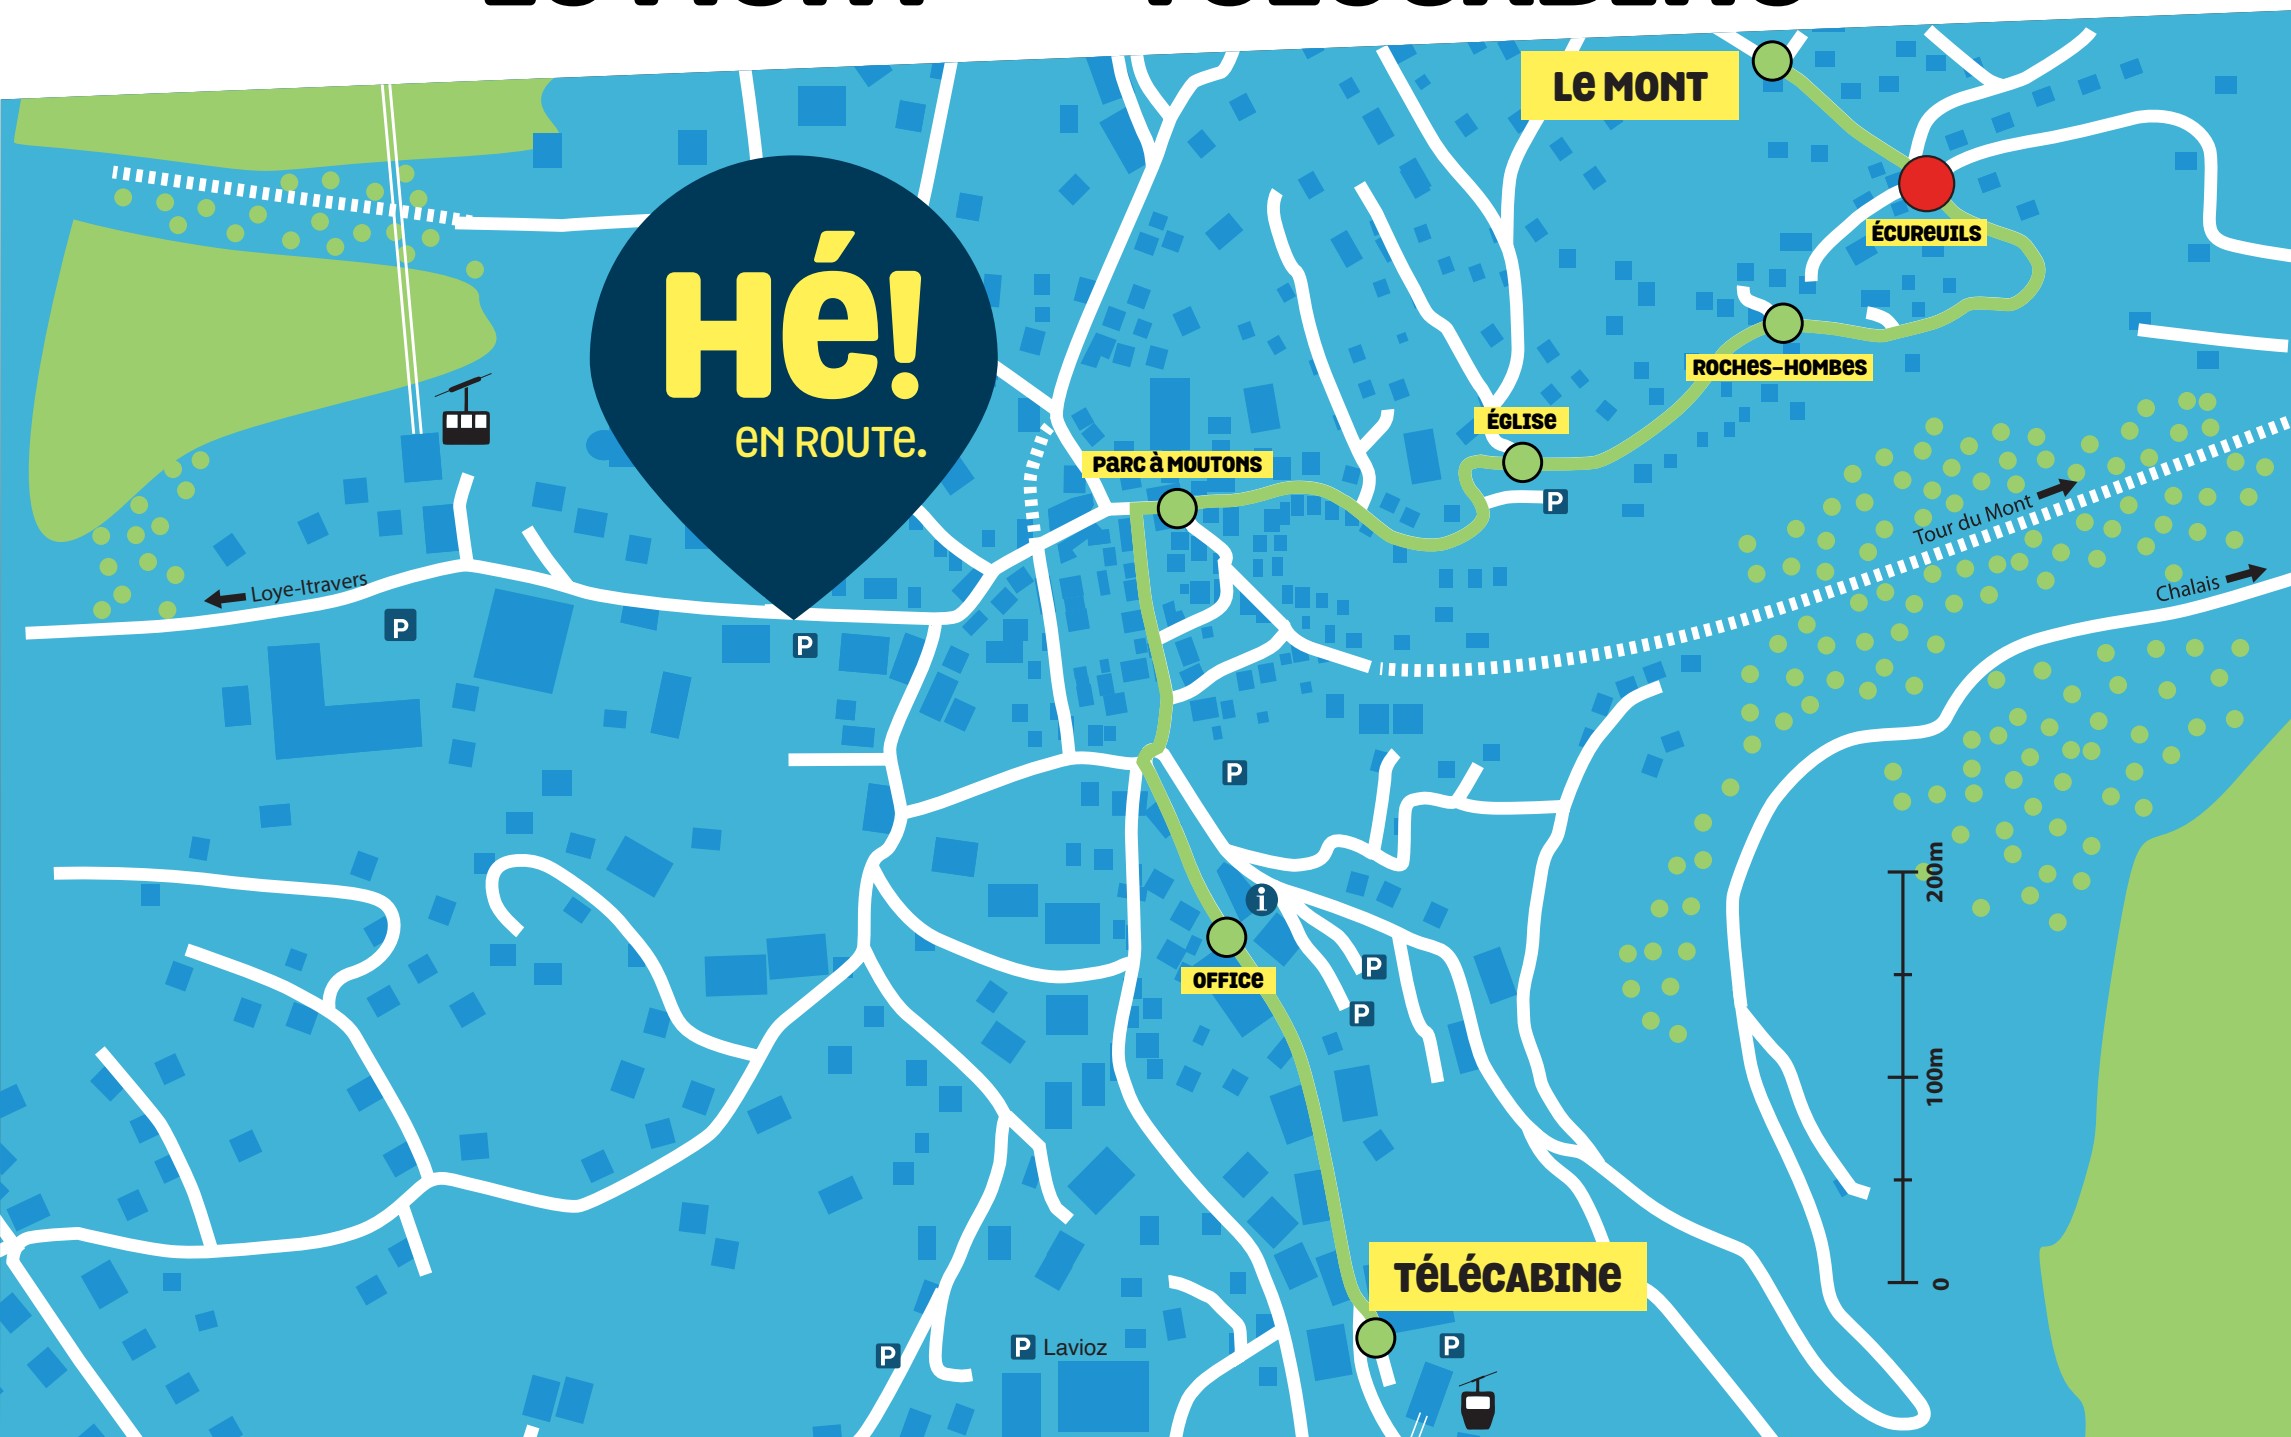 Le MONT
ÉCUReUILS
Hé!
eN ROUTe.
ROCHes-HOMBes
ÉGLISe
PARC à MOUTONS
P
Tour du Mont
Chalais
Loye-Itravers
P
P
P
200m
i
P
OFFICe
P
100m
TéLéCABINe
0
P
P Lavioz
P